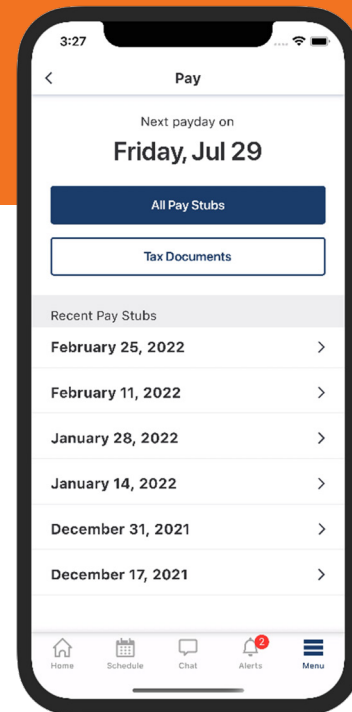 3:27
Pay
Next payday on
Friday, Jul 29
All Pay Stubs
Tax Documents
Recent Pay Stubs
February 25, 2022
February 11, 2022
January 28, 2022
January 14, 2022
December 31, 2021
December 17, 2021
2
Home Schedule Chat Alerts Menu